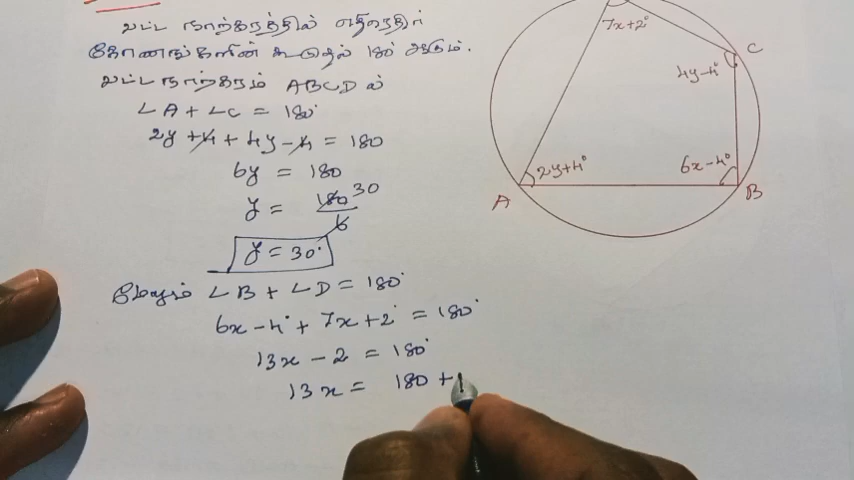 வட்ட நாற்கரத்தில் எதிரெதிர்
கோணங்களின் கூடுதல் 180° ஆகும்.
வட்ட நாற்கரம் ABCD ல்
∠A + ∠C = 180°
2y + 4 + 4y - 4 = 180
6y = 180
y = 180/6 30
y = 30°
மேலும் ∠B + ∠D = 180°
6x - 4° + 7x + 2° = 180°
13x - 2 = 180°
13x = 180 +
7x+2°
C
4y-4°
2y+4°
6x-4°
A
B